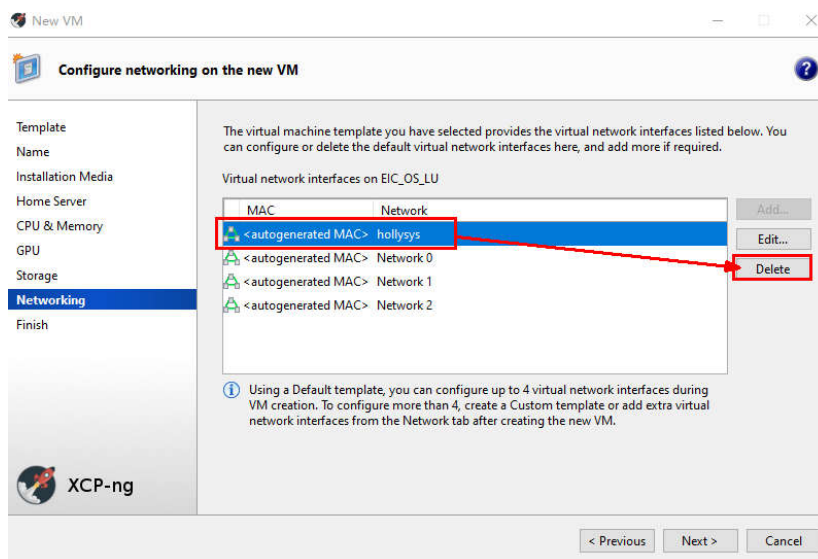 New VM
Configure networking on the new VM
?
Template
Name
Installation Media
Home Server
CPU & Memory
GPU
Storage
Networking
Finish
The virtual machine template you have selected provides the virtual network interfaces listed below. You
can configure or delete the default virtual network interfaces here, and add more if required.
Virtual network interfaces on EIC_OS_LU
MAC Network
<autogenerated MAC> hollysys
<autogenerated MAC> Network 0
<autogenerated MAC> Network 1
<autogenerated MAC> Network 2
Add...
Edit...
Delete
Using a Default template, you can configure up to 4 virtual network interfaces during
VM creation. To configure more than 4, create a Custom template or add extra virtual
network interfaces from the Network tab after creating the new VM.
XCP-ng
< Previous Next > Cancel